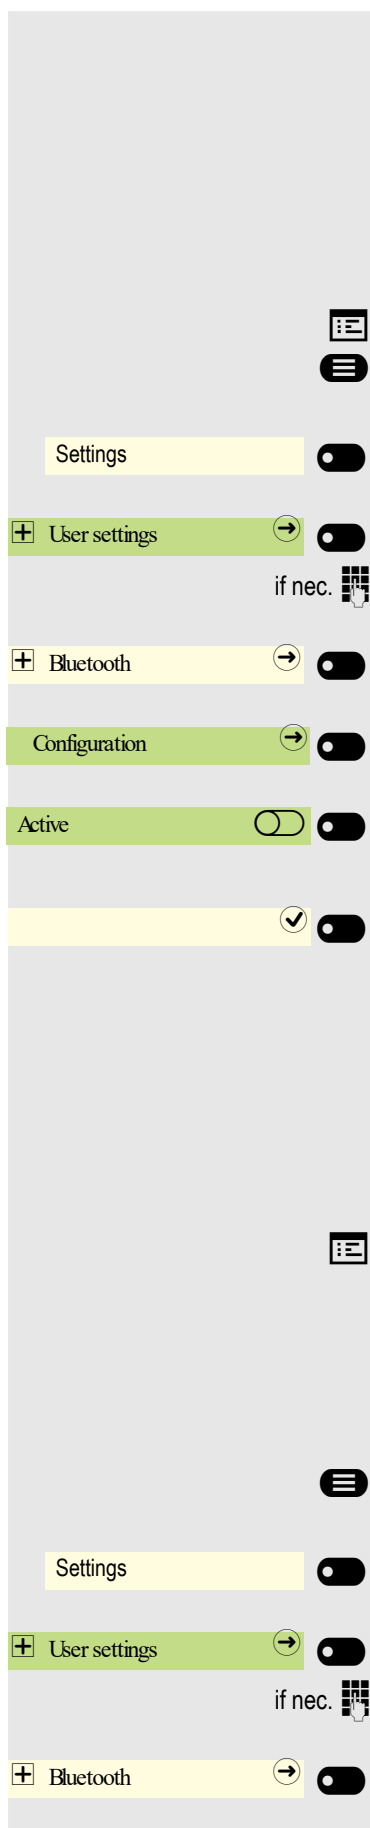 Settings
User settings
if nec.
Bluetooth
Configuration
Active
Settings
User settings
if nec.
Bluetooth